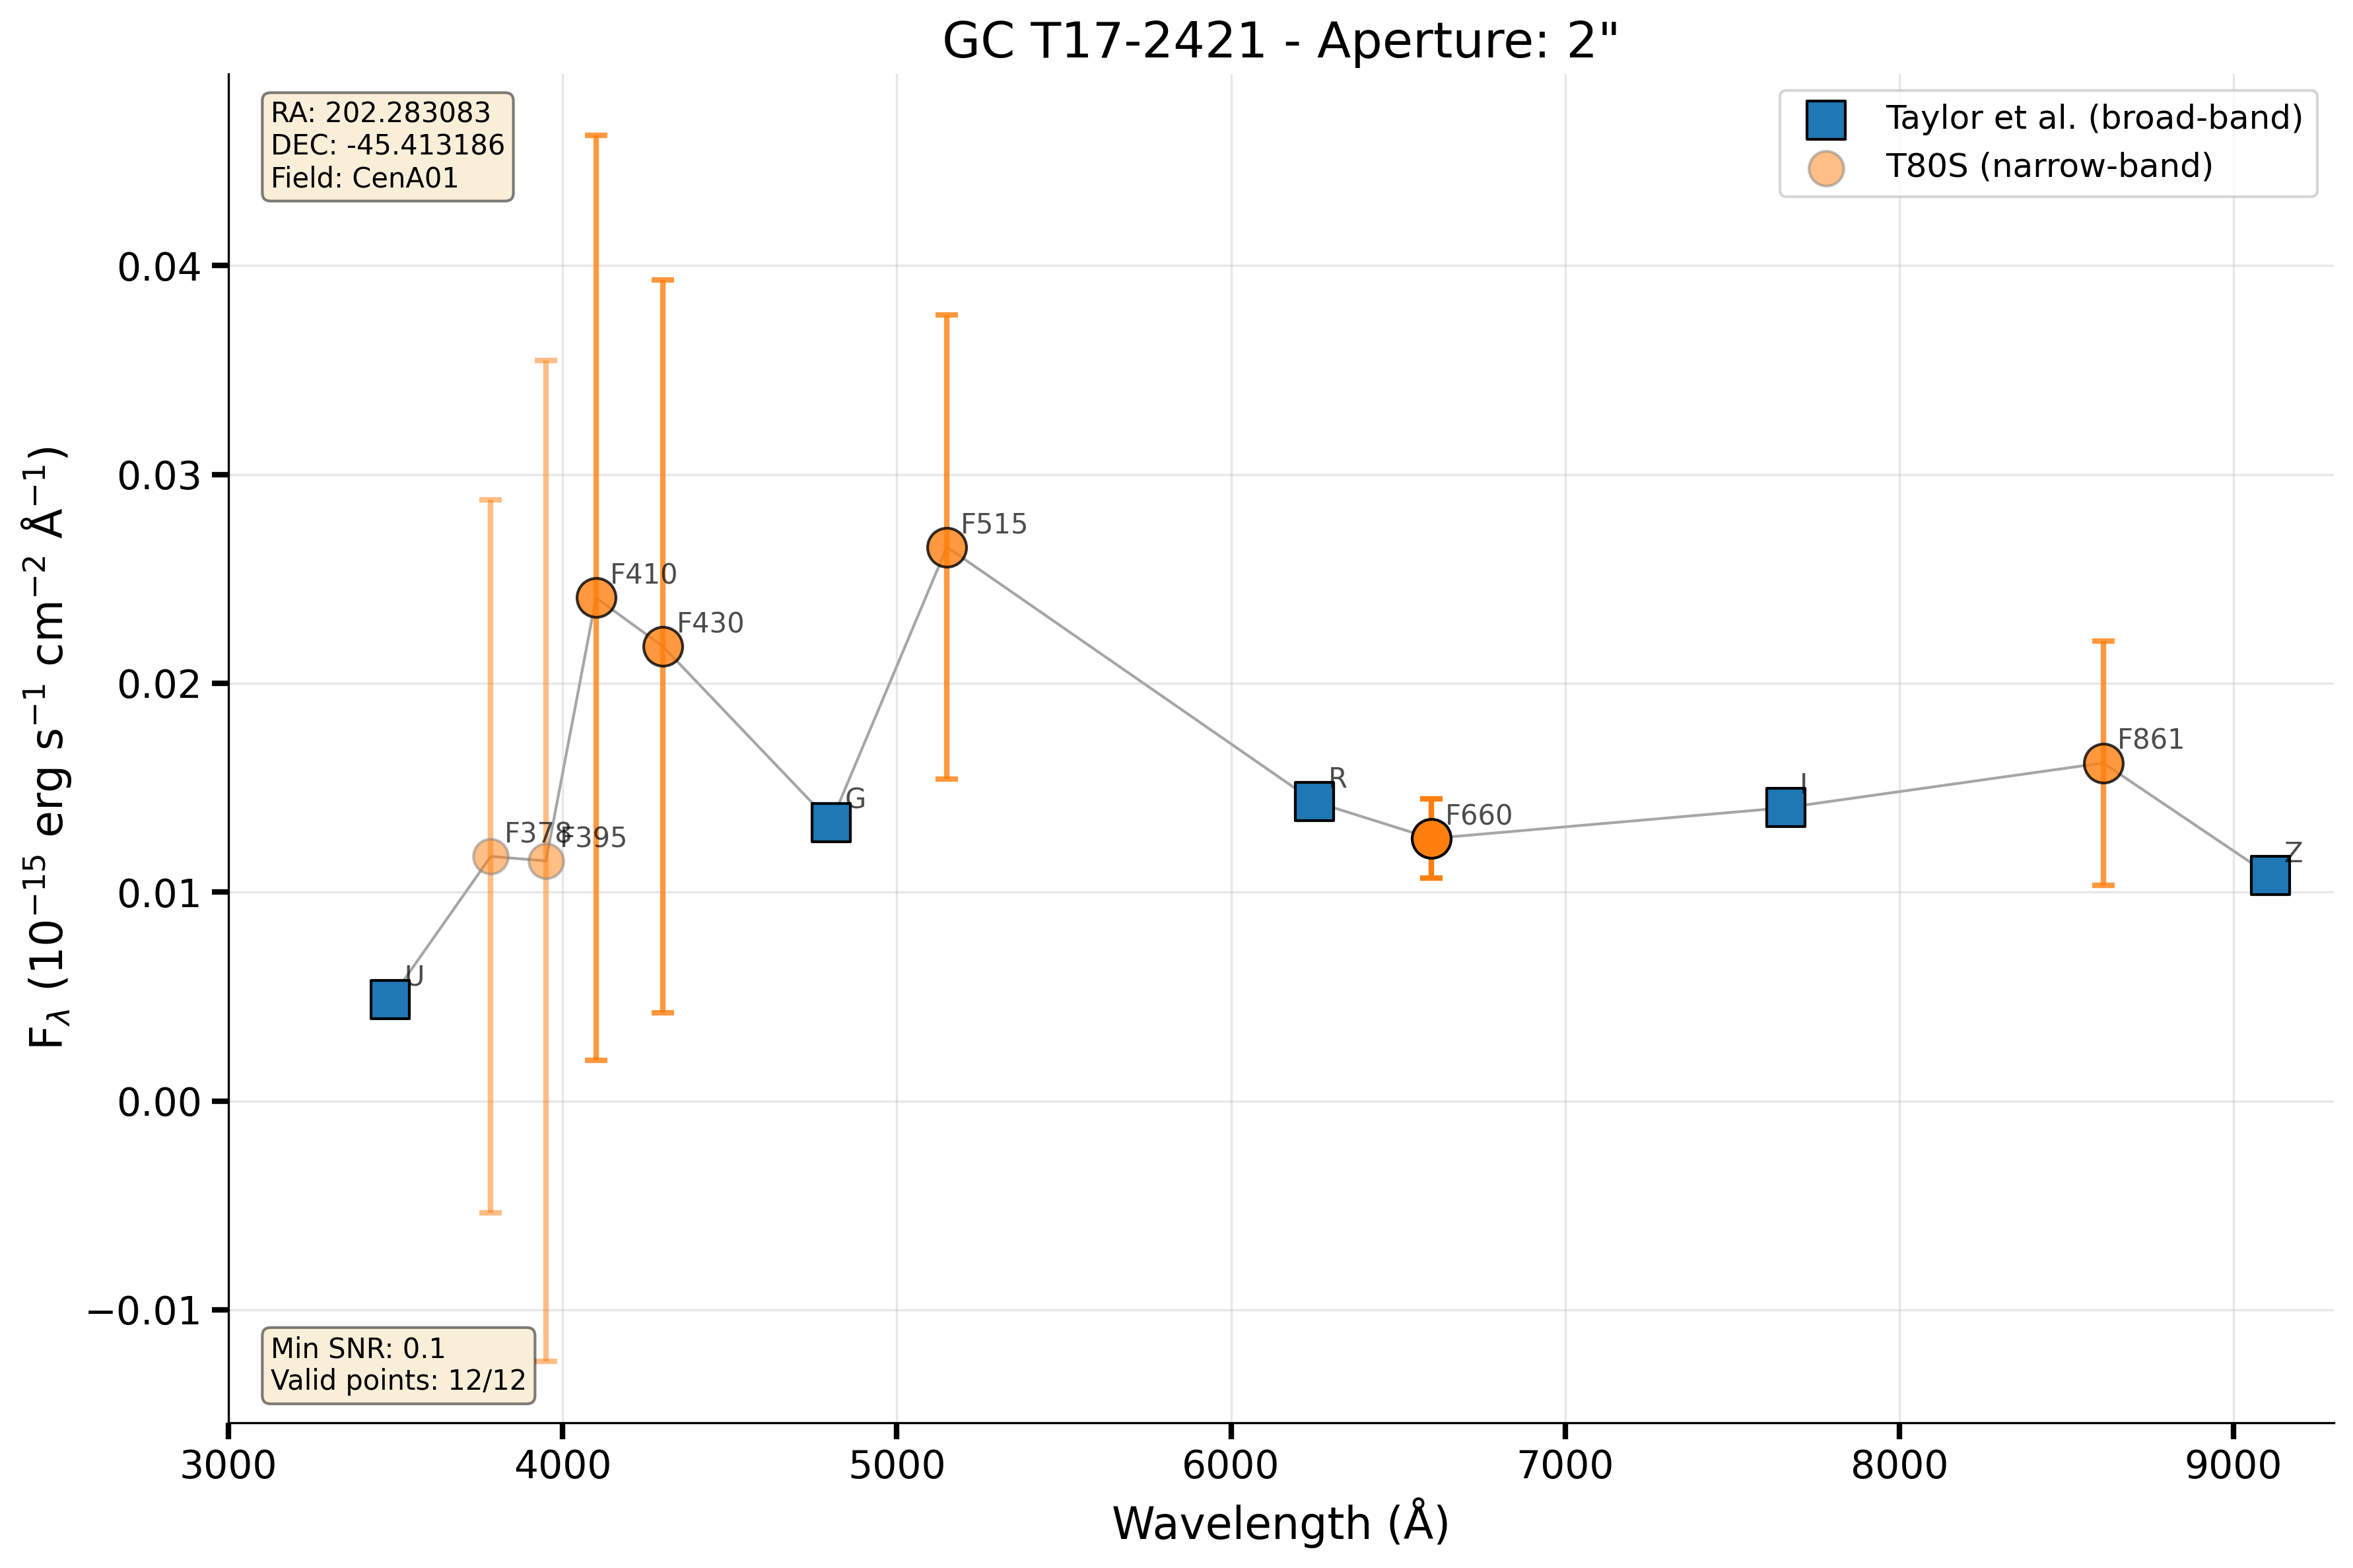 GC T17-2421 - Aperture: 2"
RA: 202.283083
DEC: -45.413186
Field: CenA01
Taylor et al. (broad-band)
T80S (narrow-band)
0.04
0.03
0.02
0.01
0.00
−0.01
F$_λ$ (10$^{−15}$ erg s$^{−1}$ cm$^{−2}$ Å$^{−1}$)
U
F378
F395
F410
F430
G
F515
R
F660
I
F861
Z
Min SNR: 0.1
Valid points: 12/12
3000 4000 5000 6000 7000 8000 9000
Wavelength (Å)